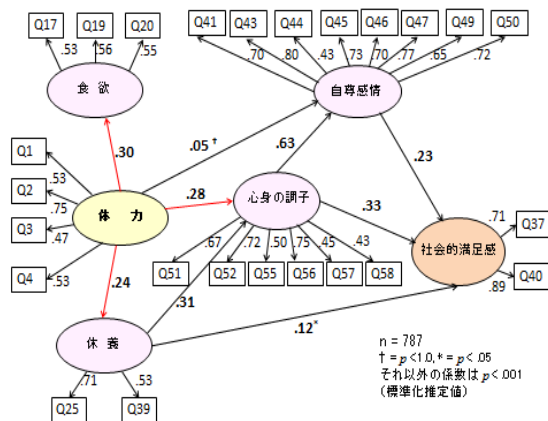 Q17
Q19
Q20
.53
.56
.55
食欲
Q41
Q43
Q44
Q45
Q46
Q47
Q49
Q50
.70
.80
.43
.73
.70
.77
.65
.72
自尊感情
.30
.05†
.63
.23
Q1
Q2
Q3
Q4
.53
.75
.47
.53
体 力
.28
心身の調子
.33
.67
.72
.50
.75
.45
.43
Q51
Q52
Q55
Q56
Q57
Q58
社会的満足感
.71
Q37
.89
Q40
.24
.31
.12*
休養
.71
.53
Q25
Q39
n = 787
† = p <1.0, * = p < .05
それ以外の係数は p<.001
(標準化推定値)